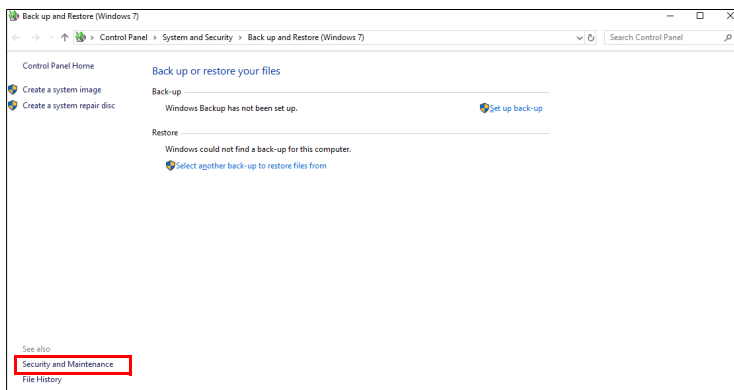 Back up and Restore (Windows 7)
Control Panel > System and Security > Back up and Restore (Windows 7)
Search Control Panel
Control Panel Home
Create a system image
Create a system repair disc
Back up or restore your files
Back-up
Windows Backup has not been set up.
Set up back-up
Restore
Windows could not find a back-up for this computer.
Select another back-up to restore files from
See also
Security and Maintenance
File History